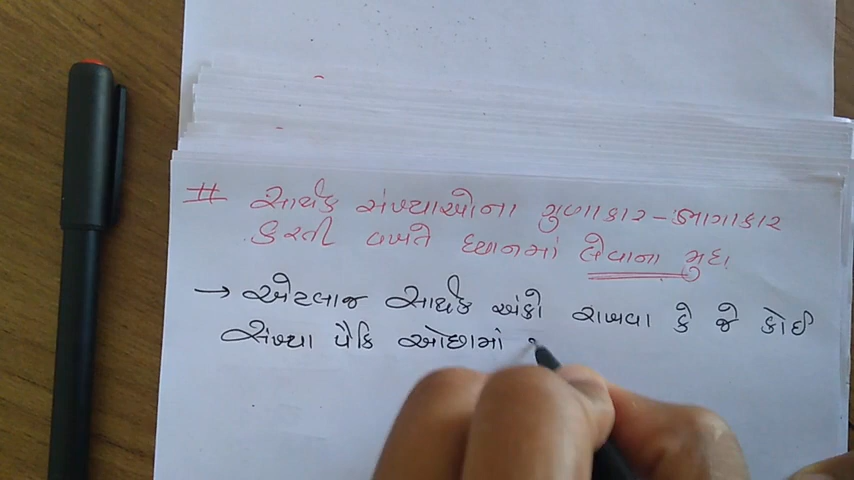 # સાર્થક સંખ્યાઓના ગુણાકાર-ભાગાકાર
કરતી વખતે ધ્યાનમાં લેવાના મુદ્દા
→ એટલાજ સાર્થક અંકો રાખવા કે જે કોઈ
સંખ્યા પૈકિ ઓછામાં